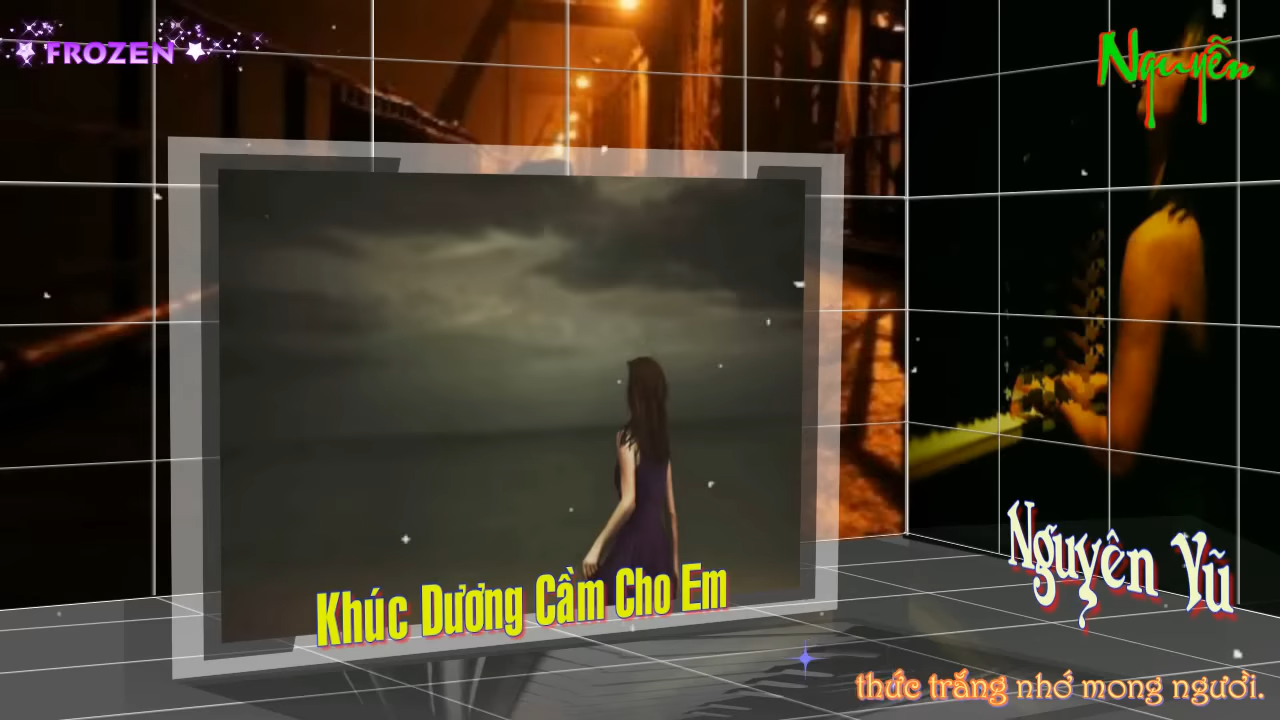 FROZEN
Nguyễn
Khúc Dương Cầm Cho Em
Nguyên Vũ
thức trắng nhớ mong người.